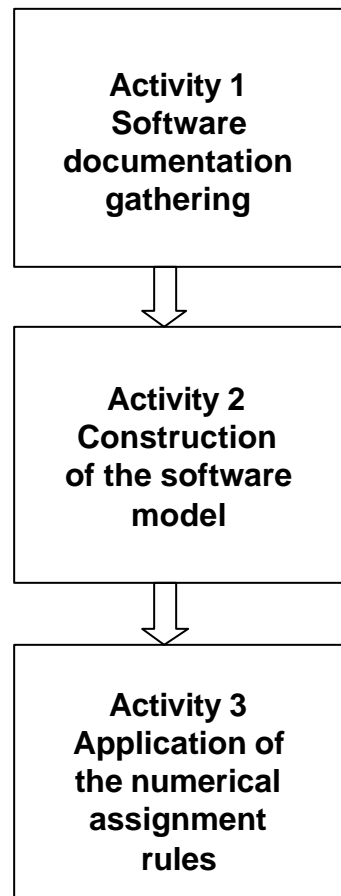 Activity 1
Software
documentation
gathering
Activity 2
Construction
of the software
model
Activity 3
Application of
the numerical
assignment
rules